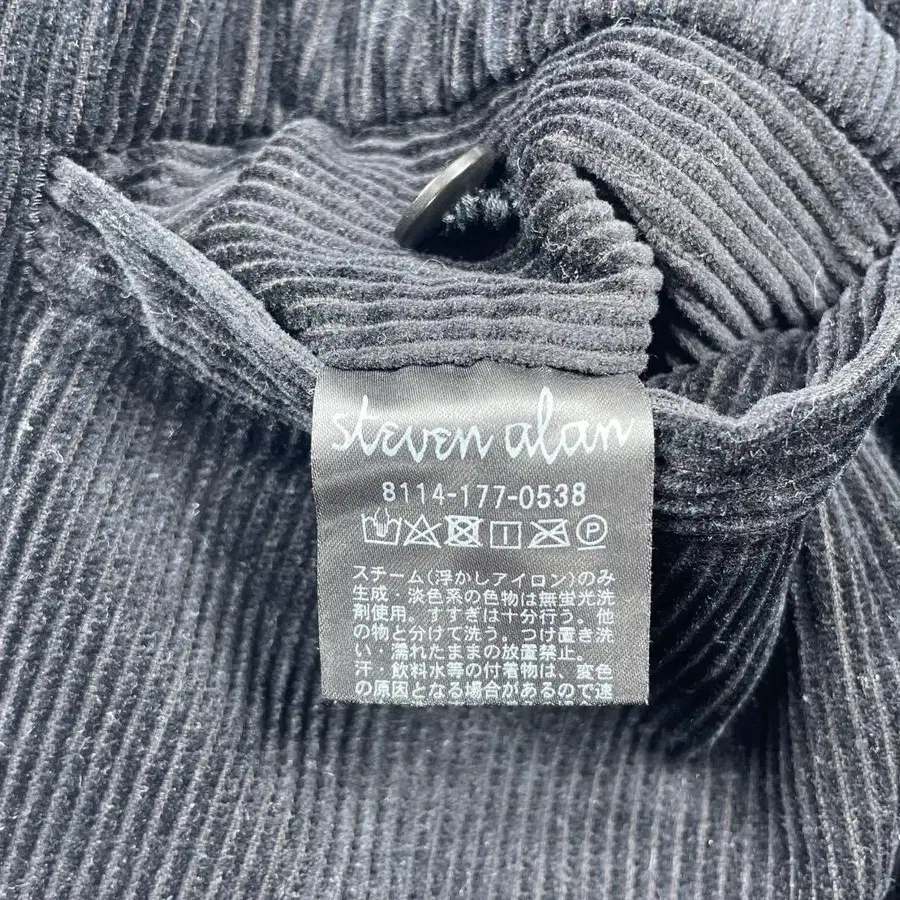 steven alan
8114-177-0538
P
スチーム(浮かしアイロン)のみ
生成・淡色系の色物は無蛍光洗
剤使用。すすぎは十分行う。他
の物と分けて洗う。つけ置き洗
い・濡れたままの放置禁止。
汗・飲料水等の付着物は、変色
の原因となる場合があるので速